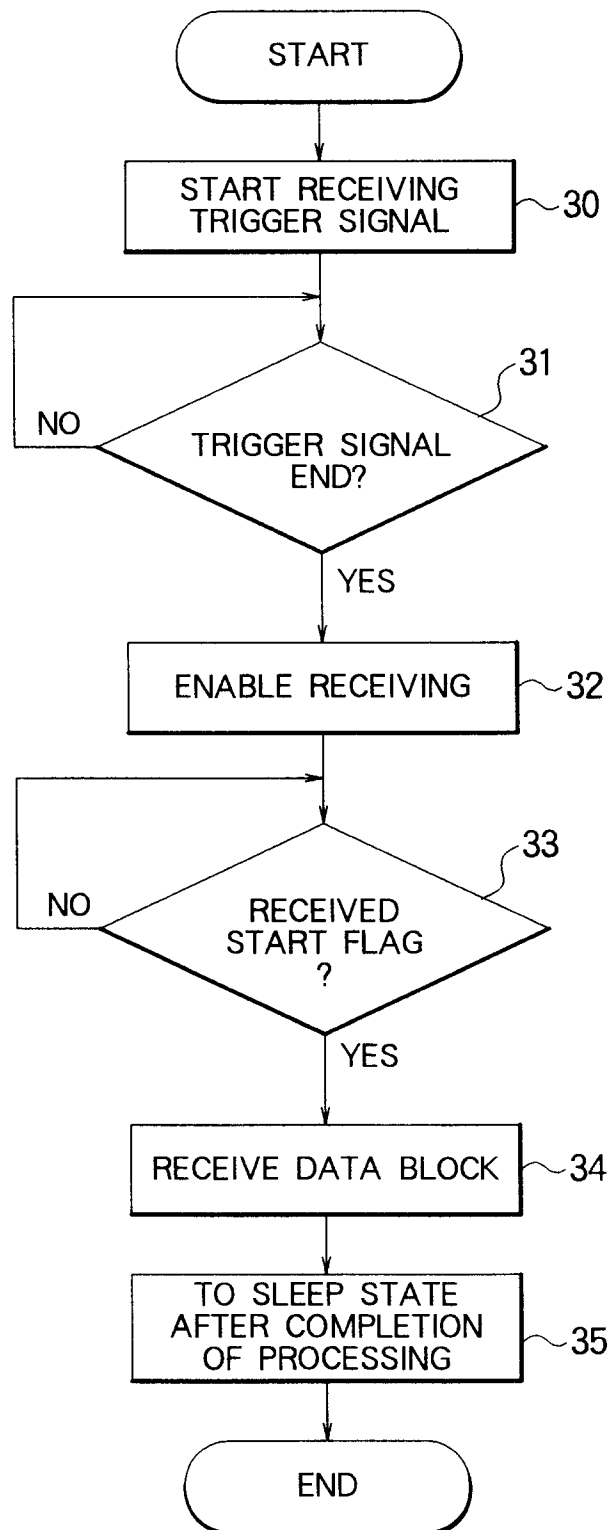 START
START RECEIVING
TRIGGER SIGNAL
30
31
TRIGGER SIGNAL
END?
NO
YES
ENABLE RECEIVING
32
33
RECEIVED
START FLAG
?
NO
YES
RECEIVE DATA BLOCK
34
TO SLEEP STATE
AFTER COMPLETION
OF PROCESSING
35
END